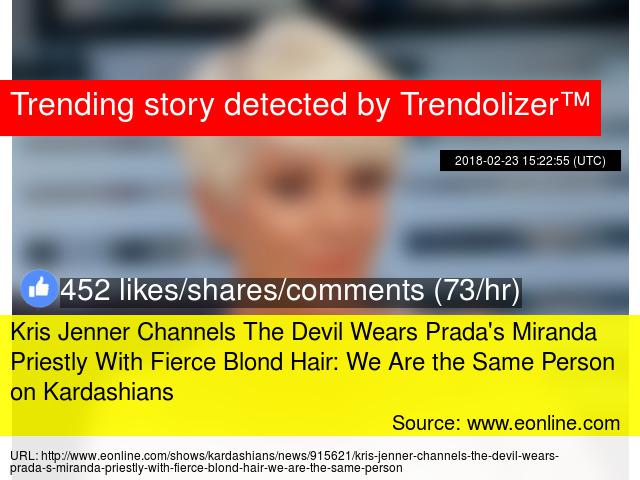 Trending story detected by Trendolizer™
2018-02-23 15:22:55 (UTC)
452 likes/shares/comments (73/hr)
Kris Jenner Channels The Devil Wears Prada's Miranda
Priestly With Fierce Blond Hair: We Are the Same Person
on Kardashians
Source: www.eonline.com
URL: http://www.eonline.com/shows/kardashians/news/915621/kris-jenner-channels-the-devil-wears-
prada-s-miranda-priestly-with-fierce-blond-hair-we-are-the-same-person